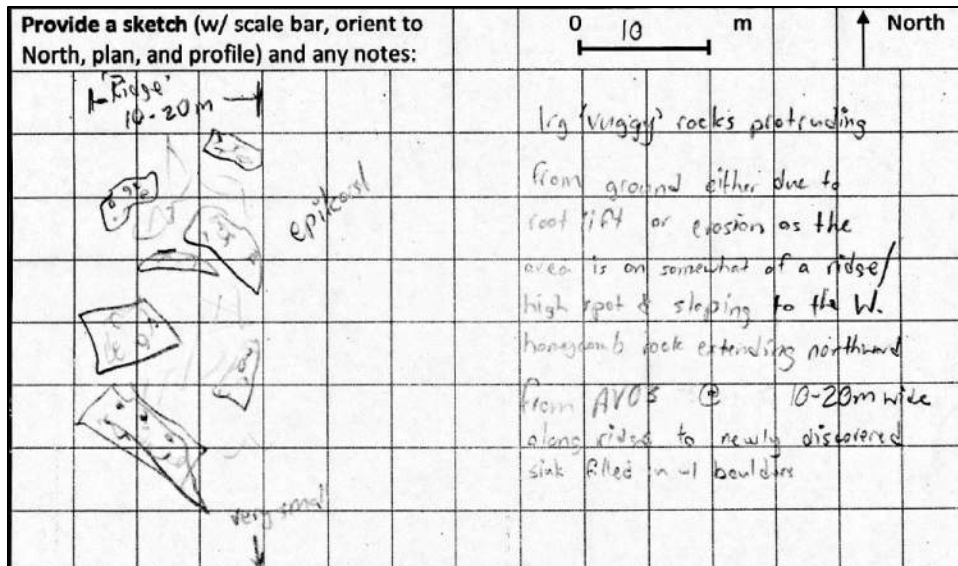 Provide a sketch (w/ scale bar, orient to
North, plan, and profile) and any notes:
0 10 m
North
'Ridge'
10-20m
lrg 'vuggy' rocks protruding
from ground either due to
root lift or erosion as the
area is on somewhat of a ridge/
high spot & sloping to the W.
honeycomb rock extending northward
from AVOS @ 10-20m wide
along ridge to newly discovered
sink filled in w/ boulders
very small